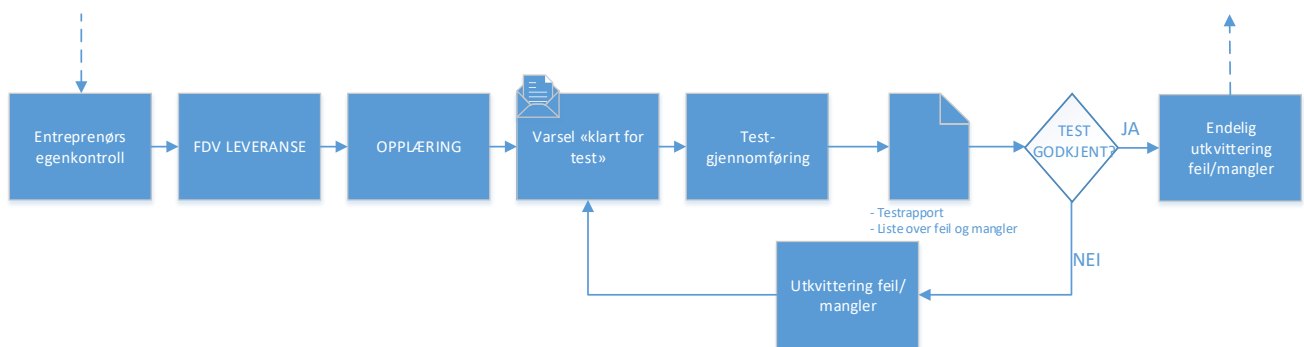 Entreprenørs
egenkontroll
FDV LEVERANSE
OPPLÆRING
Varsel «klart for
test»
Test-
gjennomføring
- Testrapport
- Liste over feil og mangler
TEST
GODKJENT?
JA
Endelig
utkvittering
feil/mangler
NEI
Utkvittering feil/
mangler